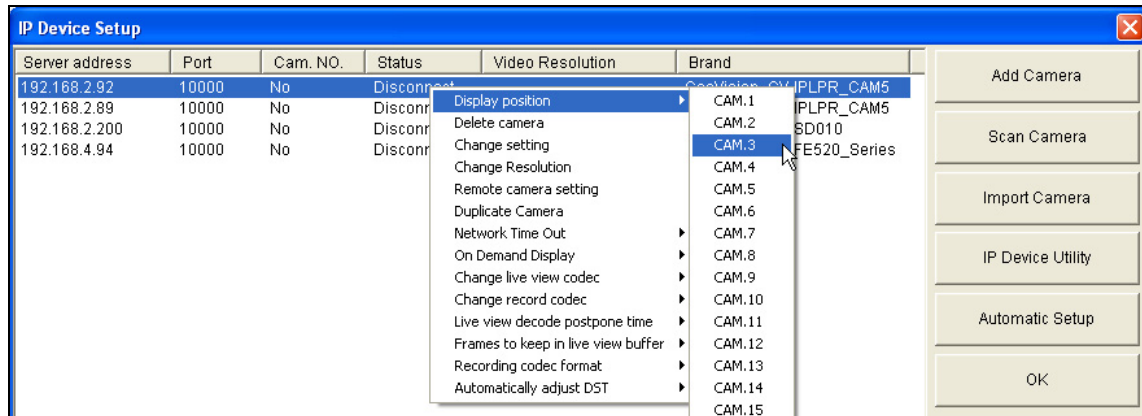 IP Device Setup
Server address Port Cam. NO. Status Video Resolution Brand
192.168.2.92 10000 No IPLPR_CAM5
192.168.2.89 10000 No IPLPR_CAM5
192.168.2.200 10000 No SD010
192.168.4.94 10000 No FE520_Series
Display position
Delete camera
Change setting
Change Resolution
Remote camera setting
Duplicate Camera
Network Time Out
On Demand Display
Change live view codec
Change record codec
Live view decode postpone time
Frames to keep in live view buffer
Recording codec format
Automatically adjust DST
CAM.1
CAM.2
CAM.3
CAM.4
CAM.5
CAM.6
CAM.7
CAM.8
CAM.9
CAM.10
CAM.11
CAM.12
CAM.13
CAM.14
CAM.15
Add Camera
Scan Camera
Import Camera
IP Device Utility
Automatic Setup
OK